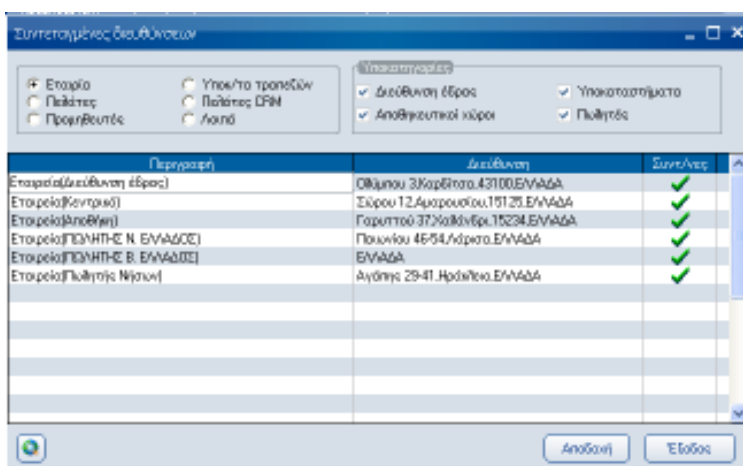 Συντεταγμένες διευθύνσεων
Εταιρία
Πελάτες
Προμηθευτές
Υποκ/τα τραπεζών
Πελάτες CRM
Λοιπά
Υποκατηγορίες
Διεύθυνση έδρας
Υποκαταστήματα
Αποθηκευτικοί χώροι
Πωλητές
Περιγραφή Διεύθυνση Συντ/νες
Εταιρεία(Διεύθυνση έδρας) Ολύμπου 3,Καρδίτσα,43100,ΕΛΛΑΔΑ
Εταιρεία(Κεντρικό) Σώρου 12,Αμαρουσίου,15125,ΕΛΛΑΔΑ
Εταιρεία(Αποθήκη) Γαρυττού 37,Χαλάνδρι,15234,ΕΛΛΑΔΑ
Εταιρεία(ΠΩΛΗΤΗΣ Ν. ΕΛΛΑΔΟΣ) 46-54,Λάρισα,ΕΛΛΑΔΑ
Εταιρεία(ΠΩΛΗΤΗΣ Β. ΕΛΛΑΔΟΣ) ΕΛΛΑΔΑ
Εταιρεία(Πωλητής Νήσων) Αγάπης 29-41,Ηράκλειο,ΕΛΛΑΔΑ
Αποδοχή Έξοδος